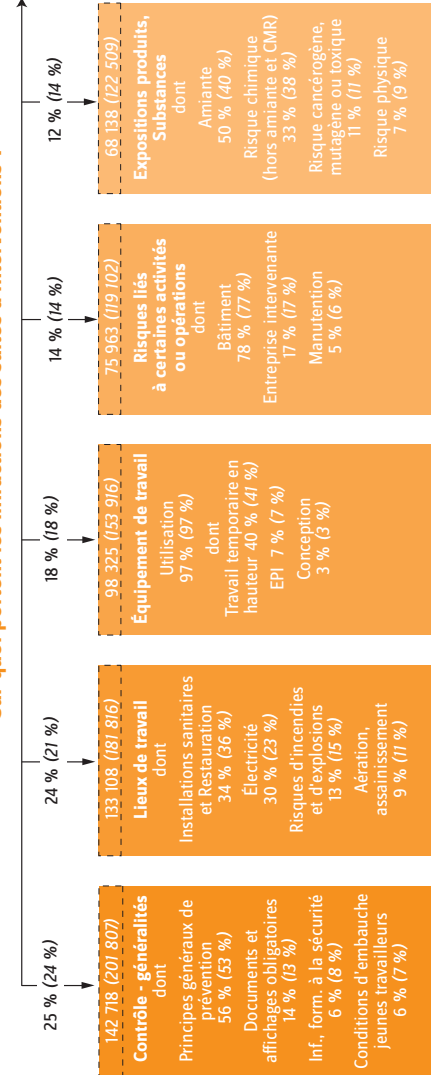 25 % (24 %)
142 718 (201 807)
Contrôle - généralités
dont
Principes généraux de
prévention
56 % (53 %)
Documents et
affichages obligatoires
14 % (13 %)
Inf., form. à la sécurité
6 % (8 %)
Conditions d'embauche
jeunes travailleurs
6 % (7 %)
24 % (21 %)
133 108 (181 816)
Lieux de travail
dont
Installations sanitaires
et Restauration
34 % (36 %)
Électricité
30 % (23 %)
Risques d'incendies
et d'explosions
13 % (15 %)
Aération,
assainissement
9 % (11 %)
18 % (18 %)
98 325 (153 916)
Équipement de travail
Utilisation
97 % (97 %)
dont
Travail temporaire en
hauteur 40 % (41 %)
EPI 7 % (7 %)
Conception
3 % (3 %)
14 % (14 %)
75 963 (119 102)
Risques liés
à certaines activités
ou opérations
dont
Bâtiment
78 % (77 %)
Entreprise intervenante
17 % (17 %)
Manutention
5 % (6 %)
12 % (14 %)
68 138 (122 509)
Expositions produits,
Substances
dont
Amiante
50 % (40 %)
Risque chimique
(hors amiante et CMR)
33 % (38 %)
Risque cancérogène,
mutagène ou toxique
11 % (11 %)
Risque physique
7 % (9 %)